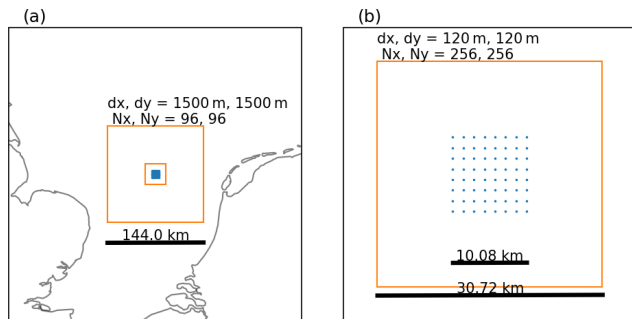 (a)
dx, dy = 1500 m, 1500 m
Nx, Ny = 96, 96
144.0 km
(b)
dx, dy = 120 m, 120 m
Nx, Ny = 256, 256
10.08 km
30.72 km